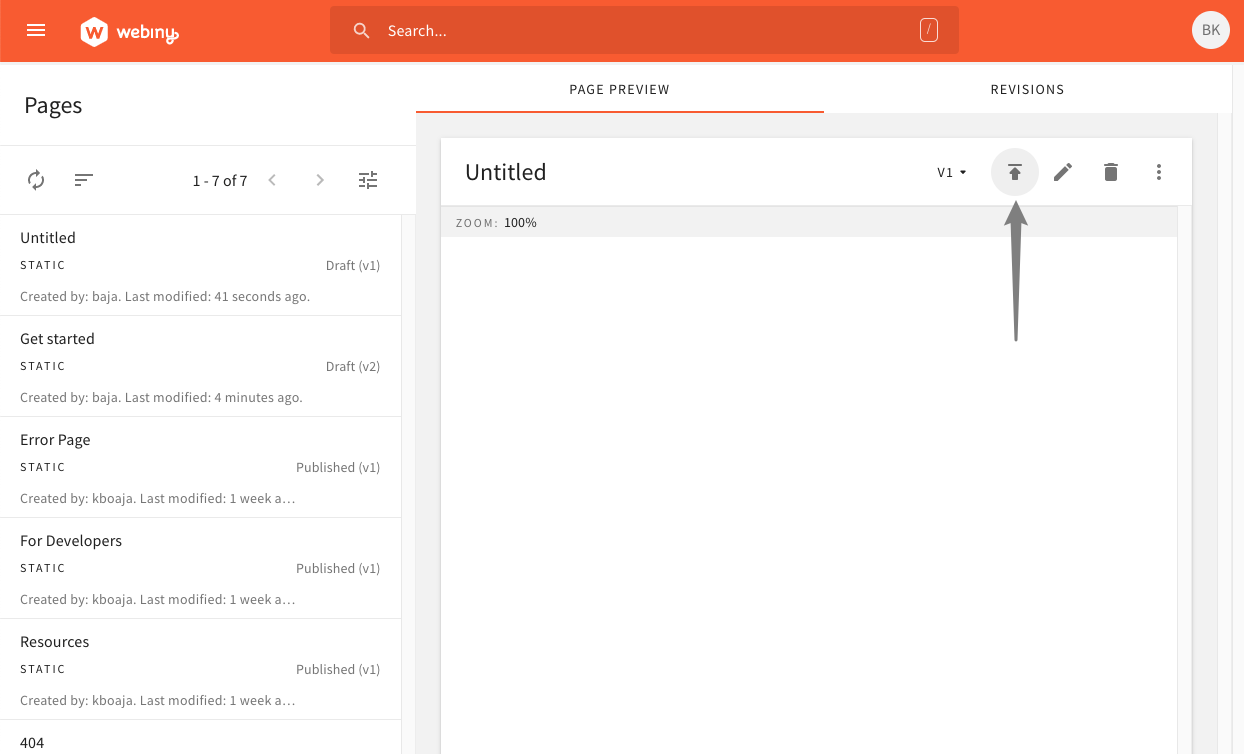 webiny
Search...
/
BK
Pages
PAGE PREVIEW
REVISIONS
1 - 7 of 7
Untitled
V1
ZOOM: 100%
Untitled
STATIC
Draft (v1)
Created by: baja. Last modified: 41 seconds ago.
Get started
STATIC
Draft (v2)
Created by: baja. Last modified: 4 minutes ago.
Error Page
STATIC
Published (v1)
Created by: kboaja. Last modified: 1 week a…
For Developers
STATIC
Published (v1)
Created by: kboaja. Last modified: 1 week a…
Resources
STATIC
Published (v1)
Created by: kboaja. Last modified: 1 week a…
404